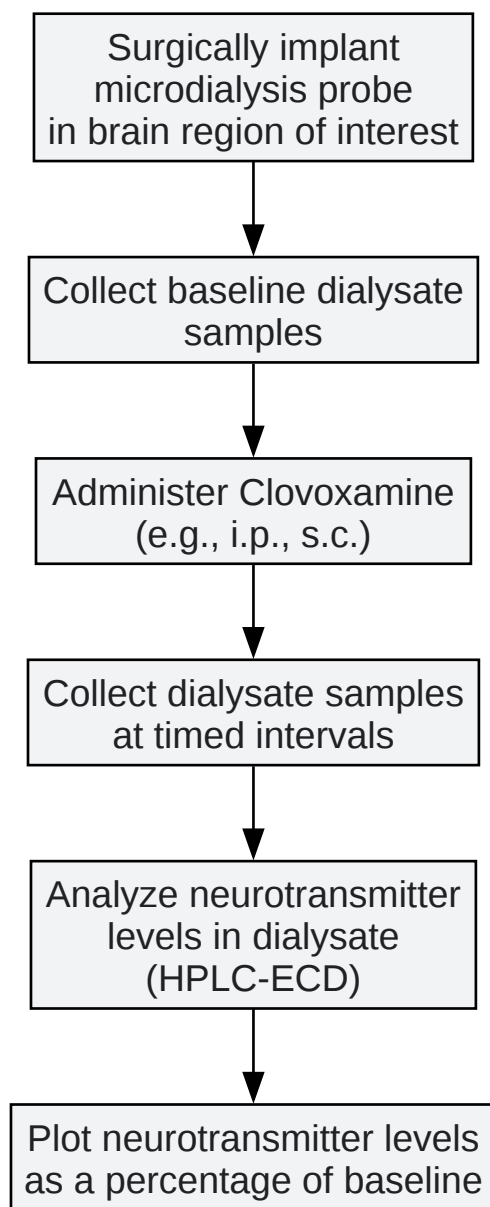 Surgically implant
microdialysis probe
in brain region of interest
Collect baseline dialysate
samples
Administer Clovoxamine
(e.g., i.p., s.c.)
Collect dialysate samples
at timed intervals
Analyze neurotransmitter
levels in dialysate
(HPLC-ECD)
Plot neurotransmitter levels
as a percentage of baseline